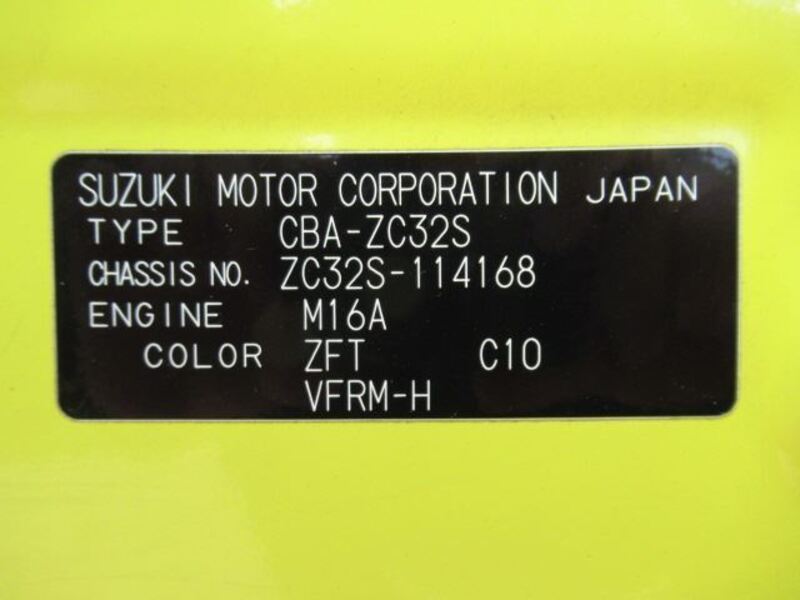 SUZUKI MOTOR CORPORATION JAPAN
TYPE CBA-ZC32S
CHASSIS NO. ZC32S-114168
ENGINE M16A
COLOR ZFT C10
VFRM-H